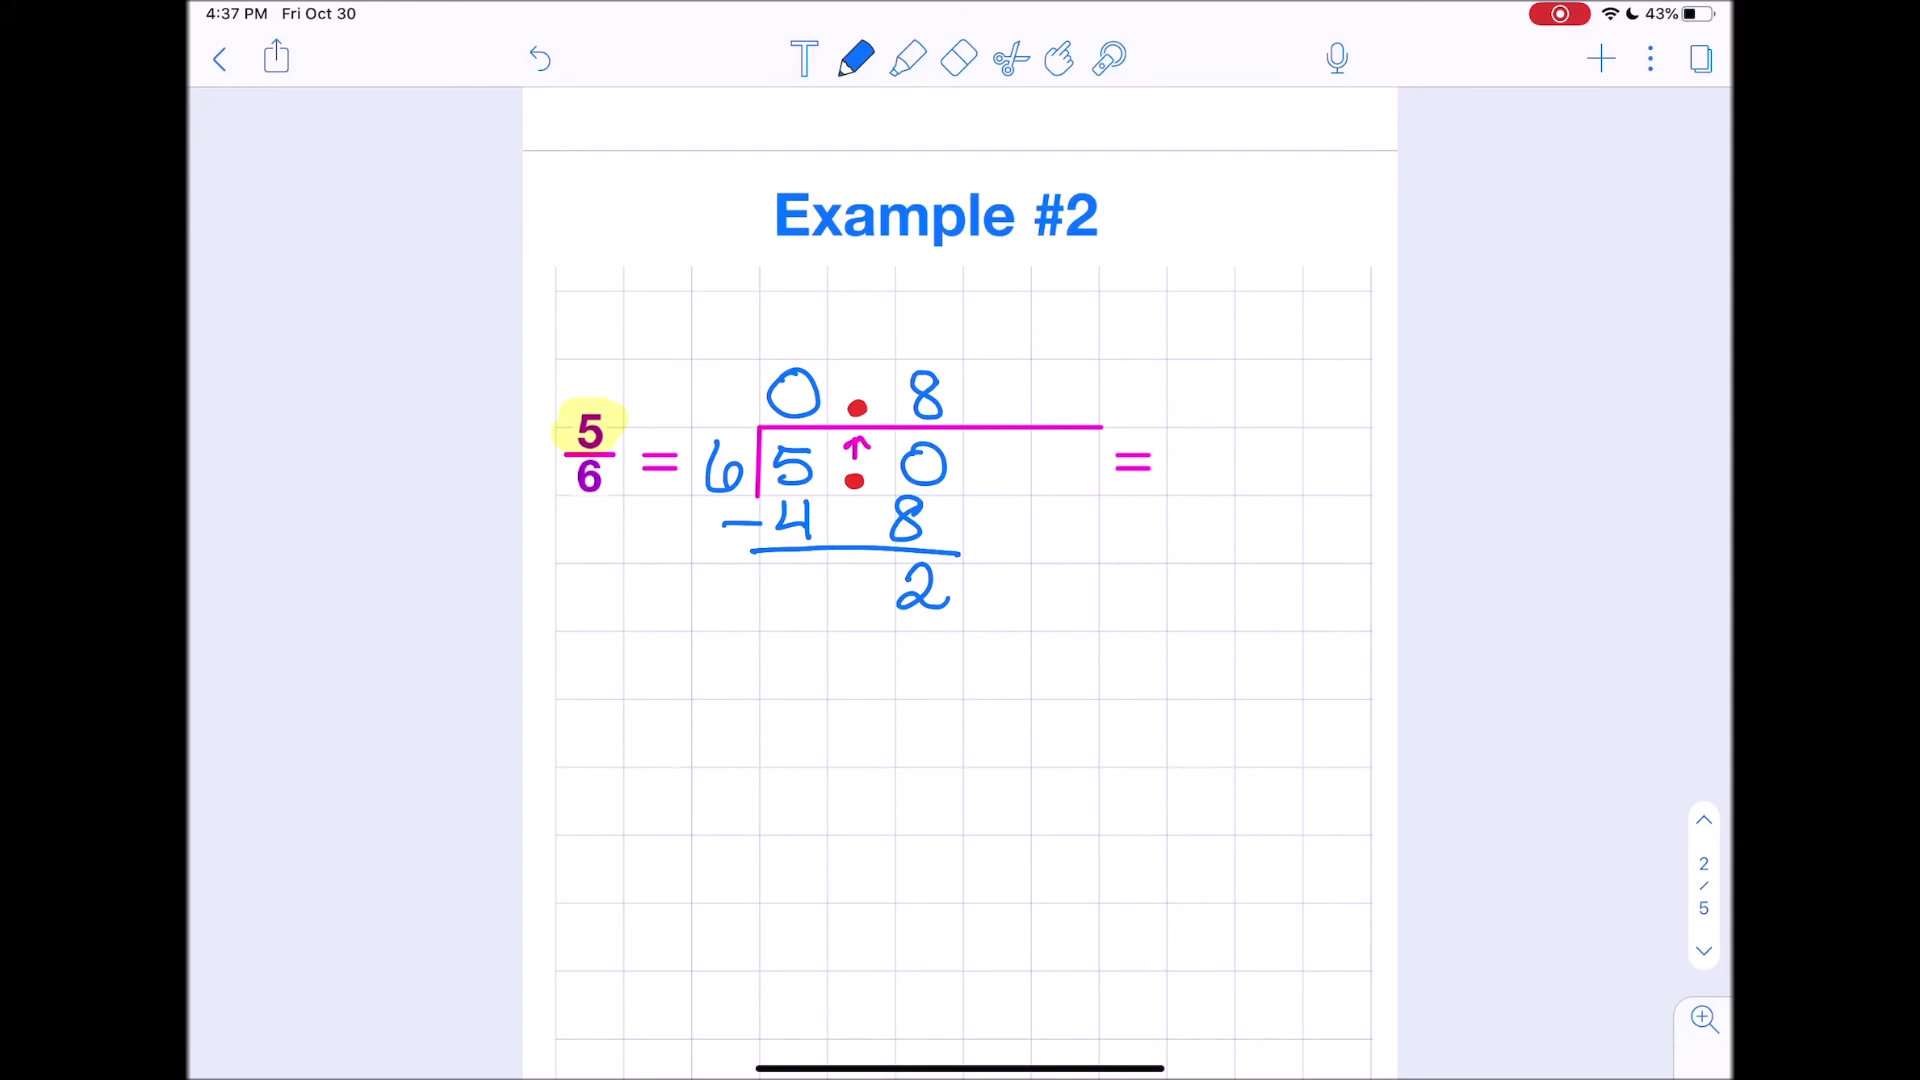 4:37 PM Fri Oct 30
43%
T
Example #2
0 . 8
5/6 = 6 5 . 0 =
- 4 8
2
2
/
5